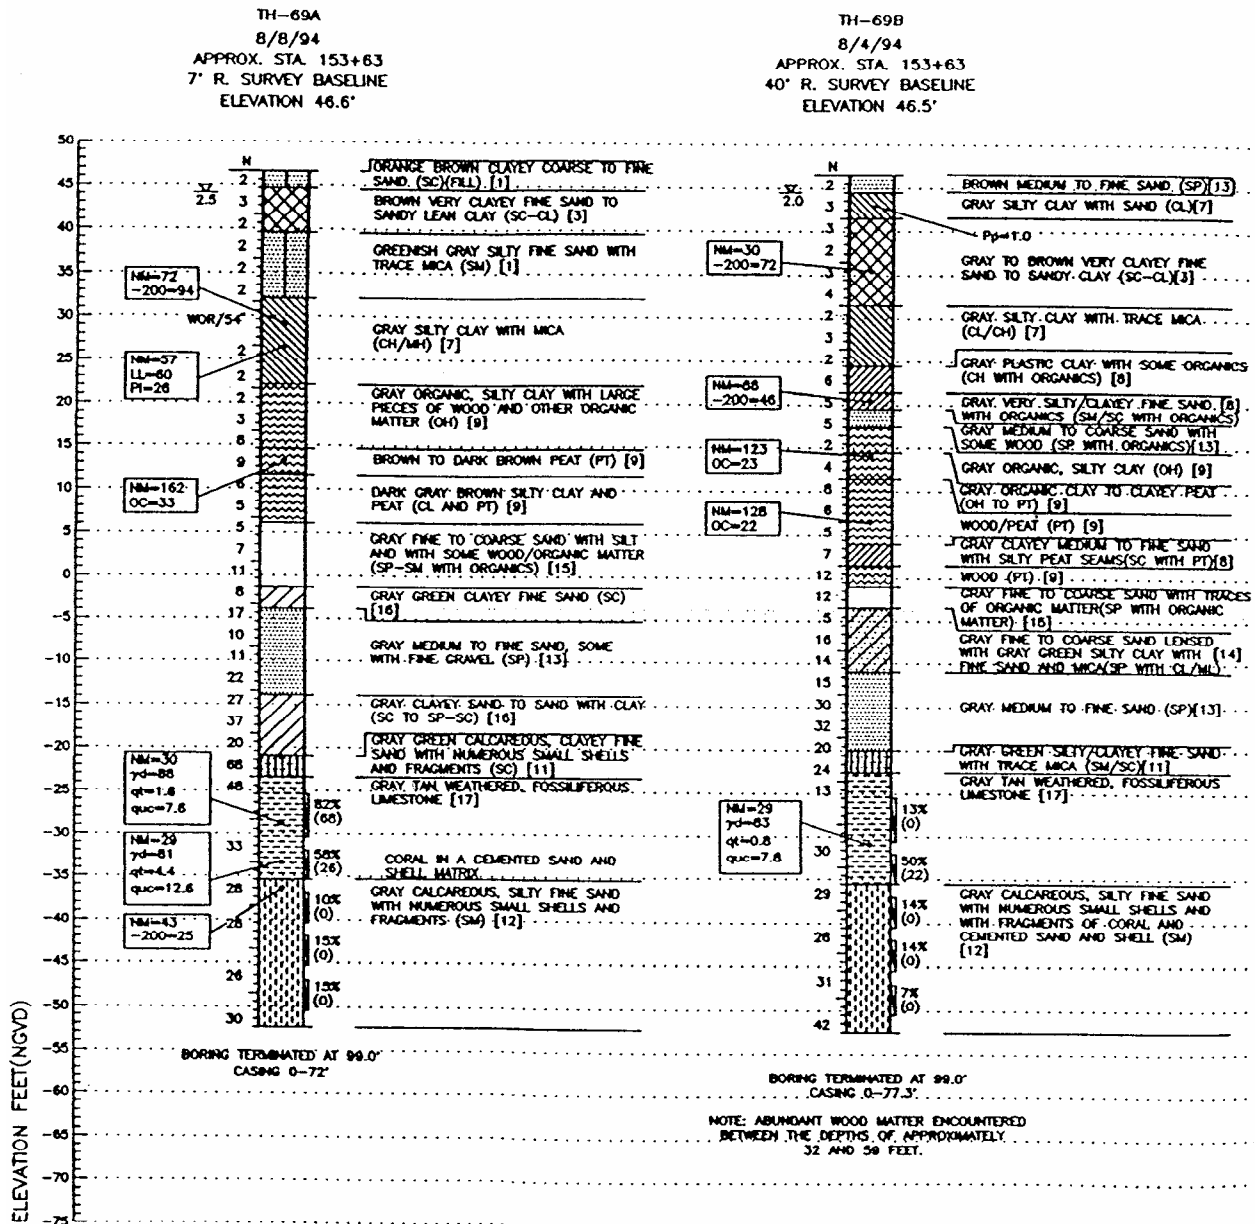 TH-69A
8/8/94
APPROX. STA. 153+63
7' R. SURVEY BASELINE
ELEVATION 46.6'
TH-69B
8/4/94
APPROX. STA. 153+63
40' R. SURVEY BASELINE
ELEVATION 46.5'
ELEVATION FEET(NGVD)
50
45
40
35
30
25
20
15
10
5
0
-5
-10
-15
-20
-25
-30
-35
-40
-45
-50
-55
-60
-65
-70
-75
N
2
3
2
2
2
2
WOR/54"
2
2
2
3
6
9
6
5
5
7
11
8
17
10
11
22
27
37
20
68
48
33
28
28
26
30
2.5
NM=72
-200=94
NM=57
LL=60
PI=26
NM=162
OC=33
NM=30
γd=88
qt=1.6
quc=7.6
NM=29
γd=81
qt=4.4
quc=12.6
NM=43
-200=25
82%
(68)
58%
(26)
10%
(0)
15%
(0)
15%
(0)
ORANGE BROWN CLAYEY COARSE TO FINE
SAND (SC)(FILL) [1]
BROWN VERY CLAYEY FINE SAND TO
SANDY LEAN CLAY (SC-CL) [3]
GREENISH GRAY SILTY FINE SAND WITH
TRACE MICA (SM) [1]
GRAY SILTY CLAY WITH MICA
(CH/MH) [7]
GRAY ORGANIC, SILTY CLAY WITH LARGE
PIECES OF WOOD AND OTHER ORGANIC
MATTER (OH) [9]
BROWN TO DARK BROWN PEAT (PT) [9]
DARK GRAY BROWN SILTY CLAY AND
PEAT (CL AND PT) [9]
GRAY FINE TO COARSE SAND WITH SILT
AND WITH SOME WOOD/ORGANIC MATTER
(SP-SM WITH ORGANICS) [15]
GRAY GREEN CLAYEY FINE SAND (SC)
[16]
GRAY MEDIUM TO FINE SAND, SOME
WITH FINE GRAVEL (SP) [13]
GRAY CLAYEY SAND TO SAND WITH CLAY
(SC TO SP-SC) [16]
GRAY GREEN CALCAREOUS, CLAYEY FINE
SAND WITH NUMEROUS SMALL SHELLS
AND FRAGMENTS (SC) [11]
GRAY TAN WEATHERED, FOSSILIFEROUS
LIMESTONE [17]
CORAL IN A CEMENTED SAND AND
SHELL MATRIX
GRAY CALCAREOUS, SILTY FINE SAND
WITH NUMEROUS SMALL SHELLS AND
FRAGMENTS (SM) [12]
BORING TERMINATED AT 99.0'
CASING 0-72'
N
2
3
3
2
3
4
2
3
2
6
3
5
2
4
8
6
5
7
12
12
5
16
14
15
30
32
20
24
13
30
29
26
31
42
2.0
Pp=1.0
NM=30
-200=72
NM=68
-200=46
NM=123
OC=23
NM=128
OC=22
NM=29
γd=83
qt=0.8
quc=7.8
13%
(0)
50%
(22)
14%
(0)
14%
(0)
7%
(0)
BROWN MEDIUM TO FINE SAND (SP)[13]
GRAY SILTY CLAY WITH SAND (CL)[7]
GRAY TO BROWN VERY CLAYEY FINE
SAND TO SANDY CLAY (SC-CL)[3]
GRAY SILTY CLAY WITH TRACE MICA
(CL/CH) [7]
GRAY PLASTIC CLAY WITH SOME ORGANICS
(CH WITH ORGANICS) [8]
GRAY VERY SILTY/CLAYEY FINE SAND [8]
WITH ORGANICS (SM/SC WITH ORGANICS)
GRAY MEDIUM TO COARSE SAND WITH
SOME WOOD (SP WITH ORGANICS)[13]
GRAY ORGANIC, SILTY CLAY (OH) [9]
GRAY ORGANIC CLAY TO CLAYEY PEAT
(OH TO PT) [9]
WOOD/PEAT (PT) [9]
GRAY CLAYEY MEDIUM TO FINE SAND
WITH SILTY PEAT SEAMS(SC WITH PT)[8]
WOOD (PT) [9]
GRAY FINE TO COARSE SAND WITH TRACES
OF ORGANIC MATTER(SP WITH ORGANIC
MATTER) [15]
GRAY FINE TO COARSE SAND LENSED
WITH GRAY GREEN SILTY CLAY WITH [14]
FINE SAND AND MICA(SP WITH CL/ML)
GRAY MEDIUM TO FINE SAND (SP)[13]
GRAY GREEN SILTY/CLAYEY FINE SAND
WITH TRACE MICA (SM/SC)[11]
GRAY TAN WEATHERED, FOSSILIFEROUS
LIMESTONE [17]
GRAY CALCAREOUS, SILTY FINE SAND
WITH NUMEROUS SMALL SHELLS AND
WITH FRAGMENTS OF CORAL AND
CEMENTED SAND AND SHELL (SM)
[12]
BORING TERMINATED AT 99.0'
CASING 0-77.3'
NOTE: ABUNDANT WOOD MATTER ENCOUNTERED
BETWEEN THE DEPTHS OF APPROXIMATELY
32 AND 59 FEET.